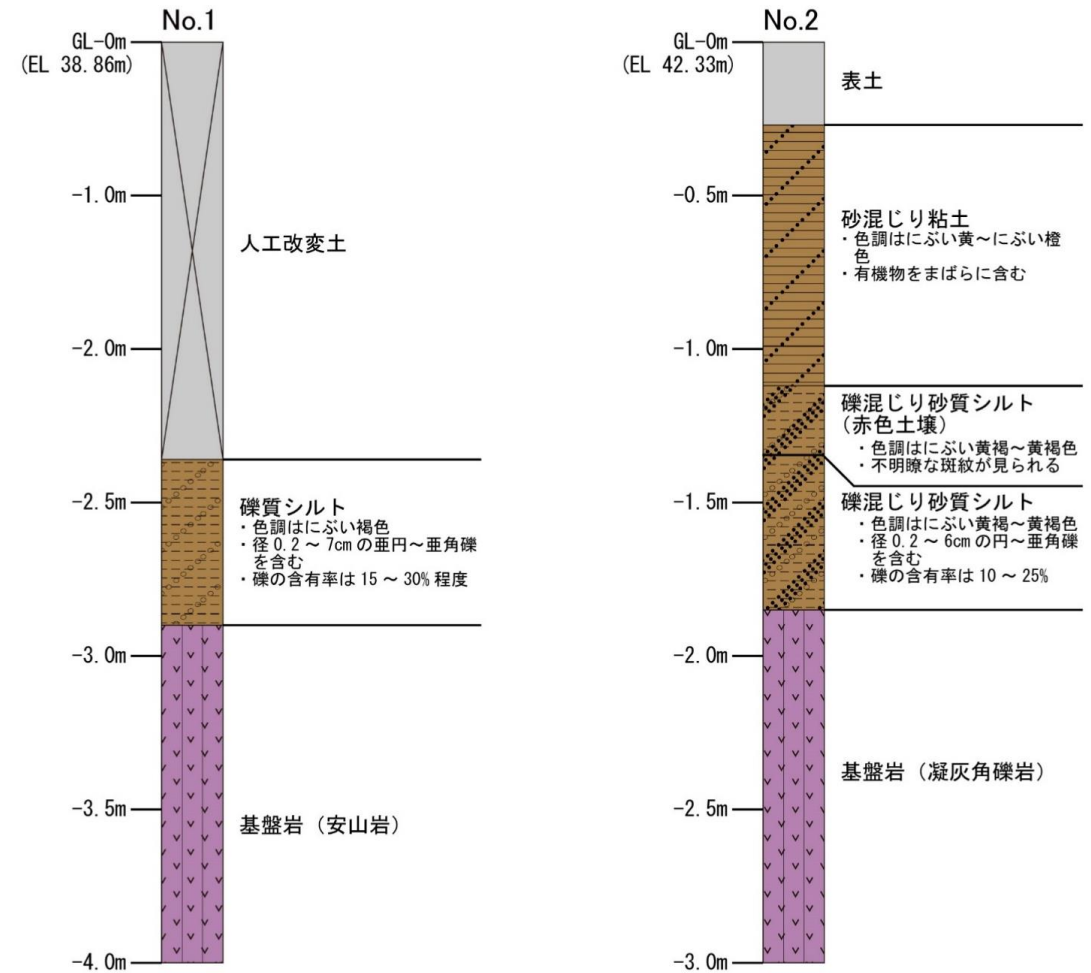 No.1
GL-0m
(EL 38.86m)
-1.0m
-2.0m
-2.5m
-3.0m
-3.5m
-4.0m
人工改変土
礫質シルト
・色調はにぶい褐色
・径0.2～7cmの亜円～亜角礫
を含む
・礫の含有率は15～30%程度
基盤岩（安山岩）
No.2
GL-0m
(EL 42.33m)
-0.5m
-1.0m
-1.5m
-2.0m
-2.5m
-3.0m
表土
砂混じり粘土
・色調はにぶい黄～にぶい橙
色
・有機物をまばらに含む
礫混じり砂質シルト
(赤色土壌)
・色調はにぶい黄褐～黄褐色
・不明瞭な斑紋が見られる
礫混じり砂質シルト
・色調はにぶい黄褐～黄褐色
・径0.2～6cmの円～亜角礫
を含む
・礫の含有率は10～25%
基盤岩（凝灰角礫岩）